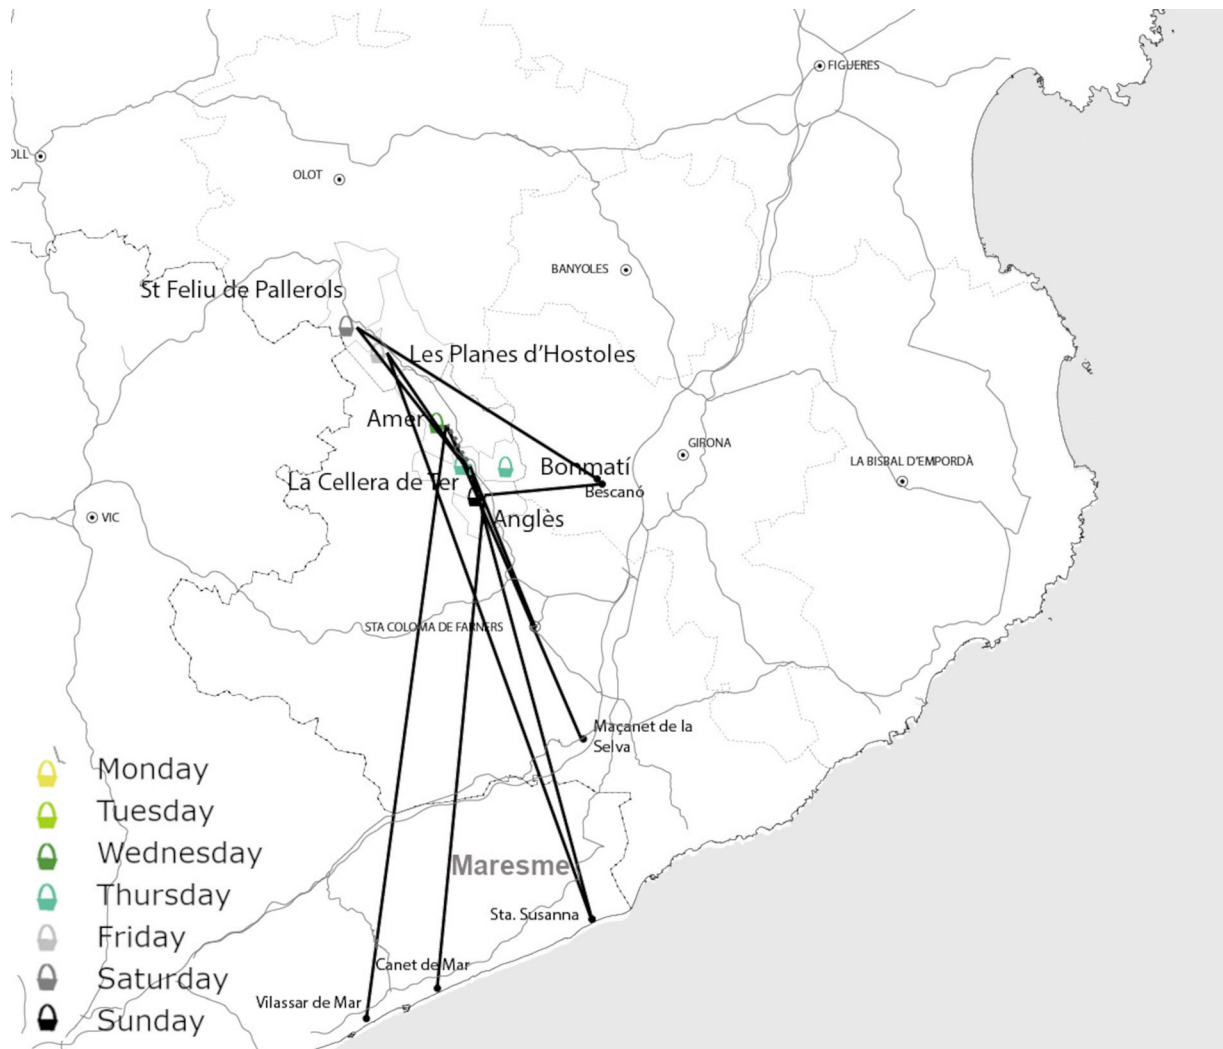 FIGUERES
OLL
OLOT
BANYOLES
St Feliu de Pallerols
Les Planes d’Hostoles
Amer
GIRONA
LA BISBAL D’EMPORDÀ
Bonmatí
La Cellera de Ter
Bescanó
VIC
Anglès
STA COLOMA DE FARNERS
Maçanet de la
Selva
Monday
Tuesday
Wednesday
Thursday
Friday
Saturday
Sunday
Maresme
Sta. Susanna
Canet de Mar
Vilassar de Mar